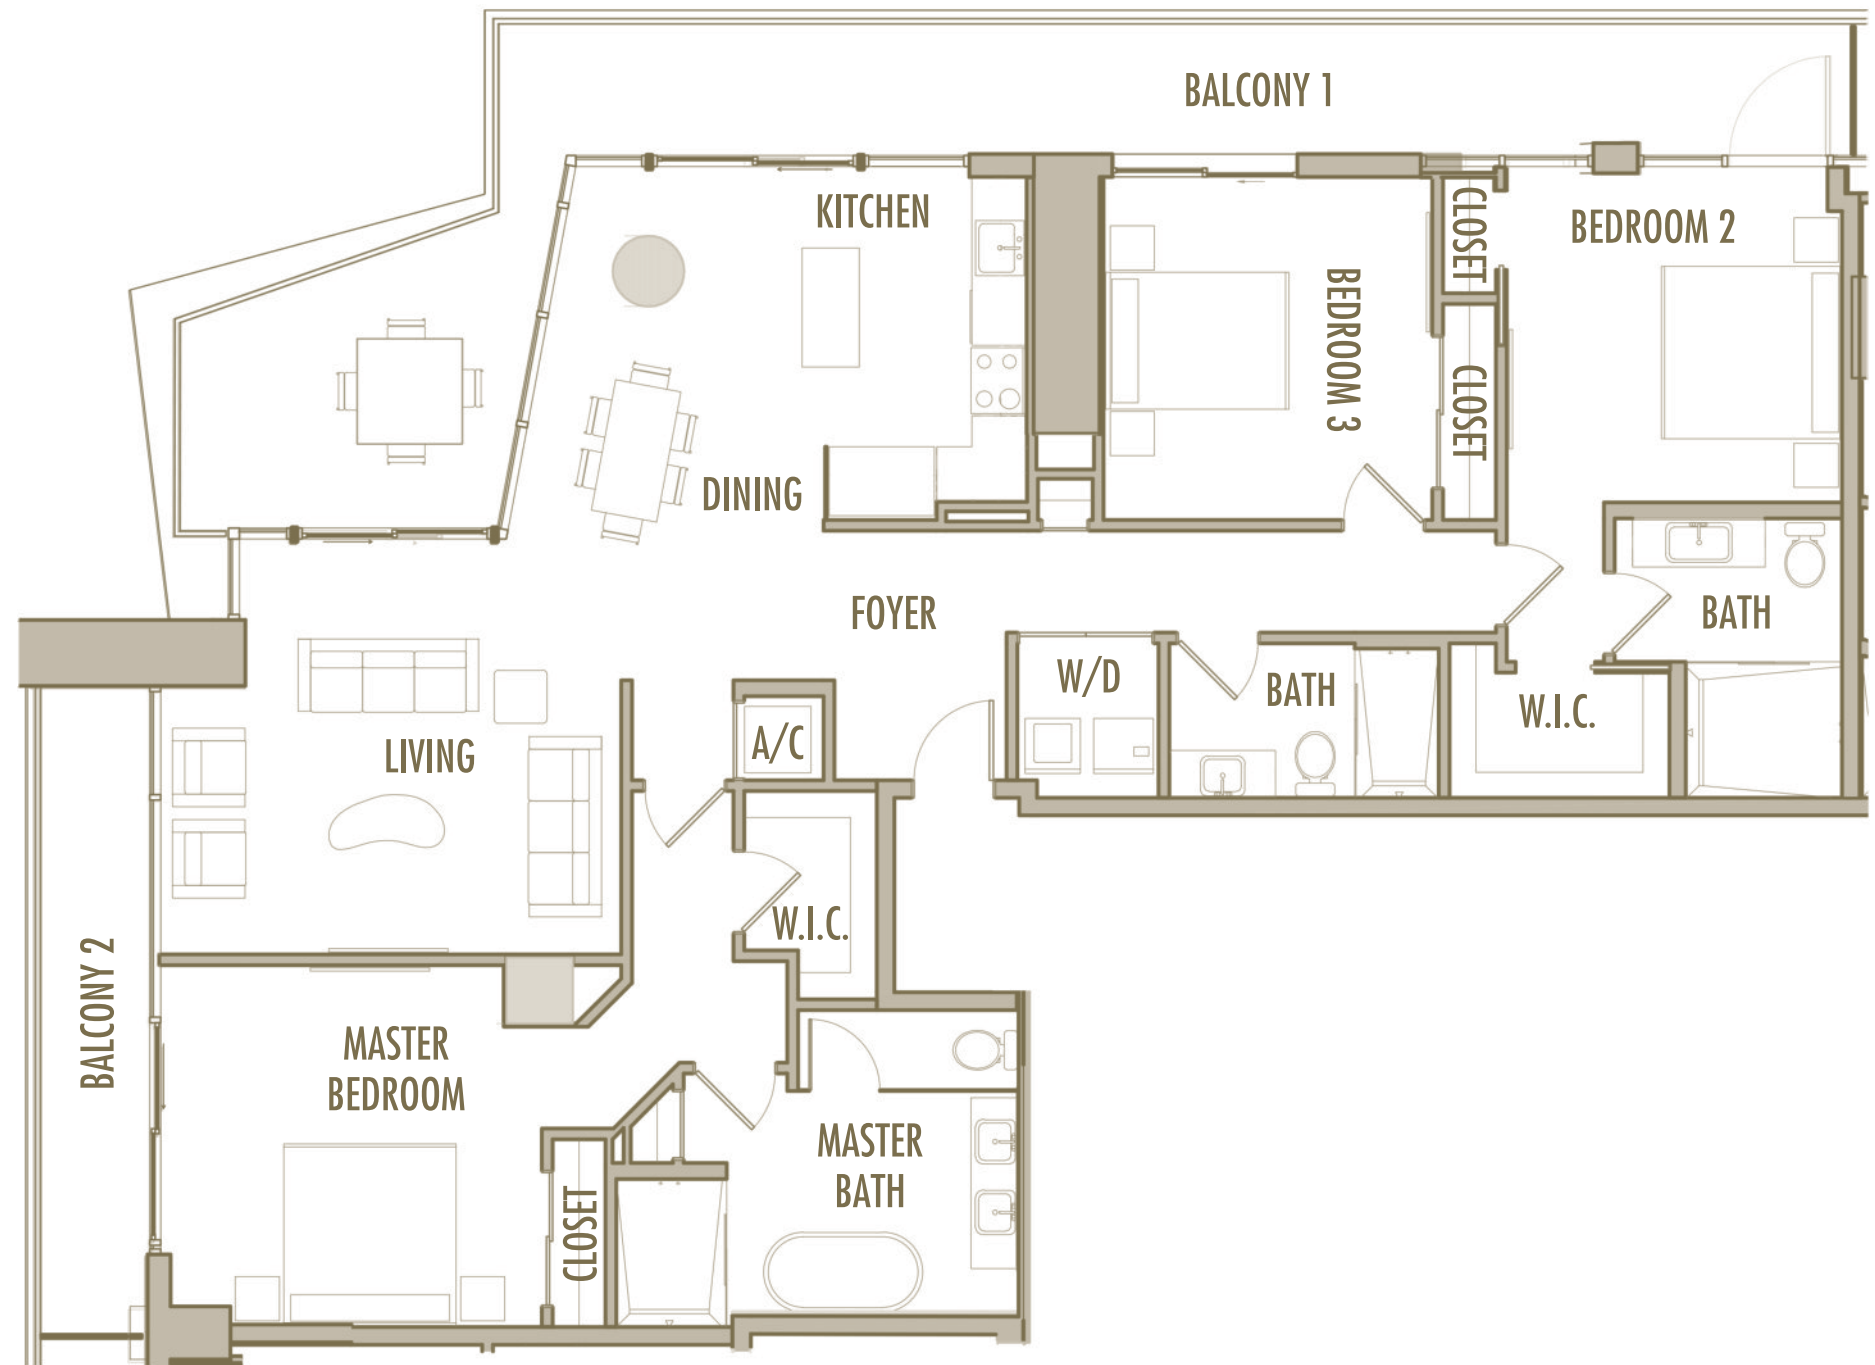 BALCONY 1
KITCHEN
CLOSET
BEDROOM 2
BEDROOM 3
CLOSET
DINING
FOYER
BATH
W/D
BATH
W.I.C.
LIVING
A/C
W.I.C.
BALCONY 2
MASTER
BEDROOM
MASTER
BATH
CLOSET